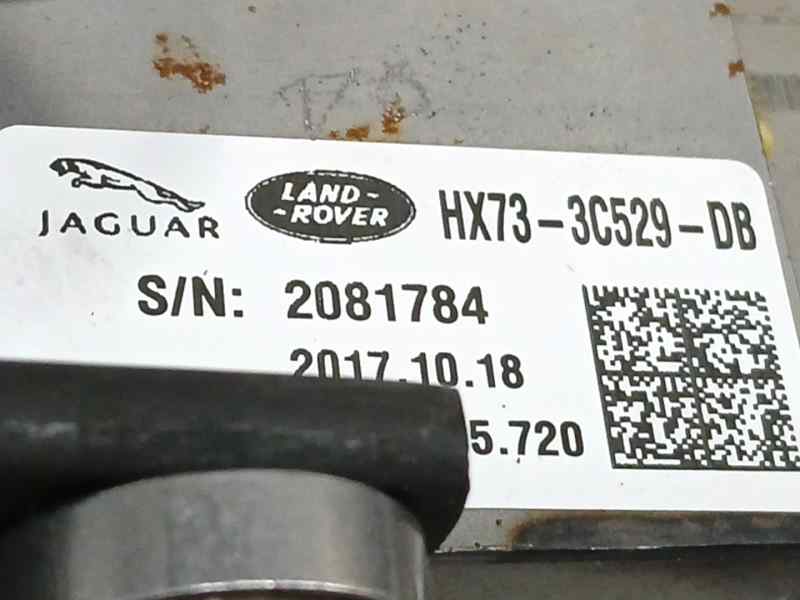 JAGUAR
LAND-
-ROVER
HX73-3C529-DB
S/N: 2081784
2017.10.18
5.720